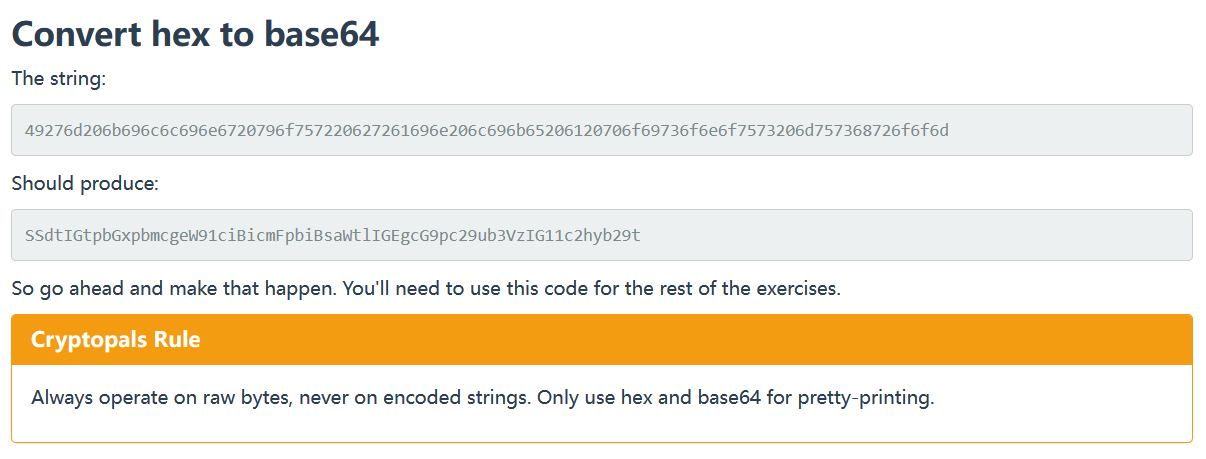 Convert hex to base64
The string:
49276d206b696c6c696e6720796f757220627261696e206c696b65206120706f69736f6e6f7573206d757368726f6f6d
Should produce:
SSdtIGtpbGxpbmcgeW91ciBicmFpbiBsaWtlIGEgcG9pc29ub3VzIG11c2hyb29t
So go ahead and make that happen. You'll need to use this code for the rest of the exercises.
Cryptopals Rule
Always operate on raw bytes, never on encoded strings. Only use hex and base64 for pretty-printing.